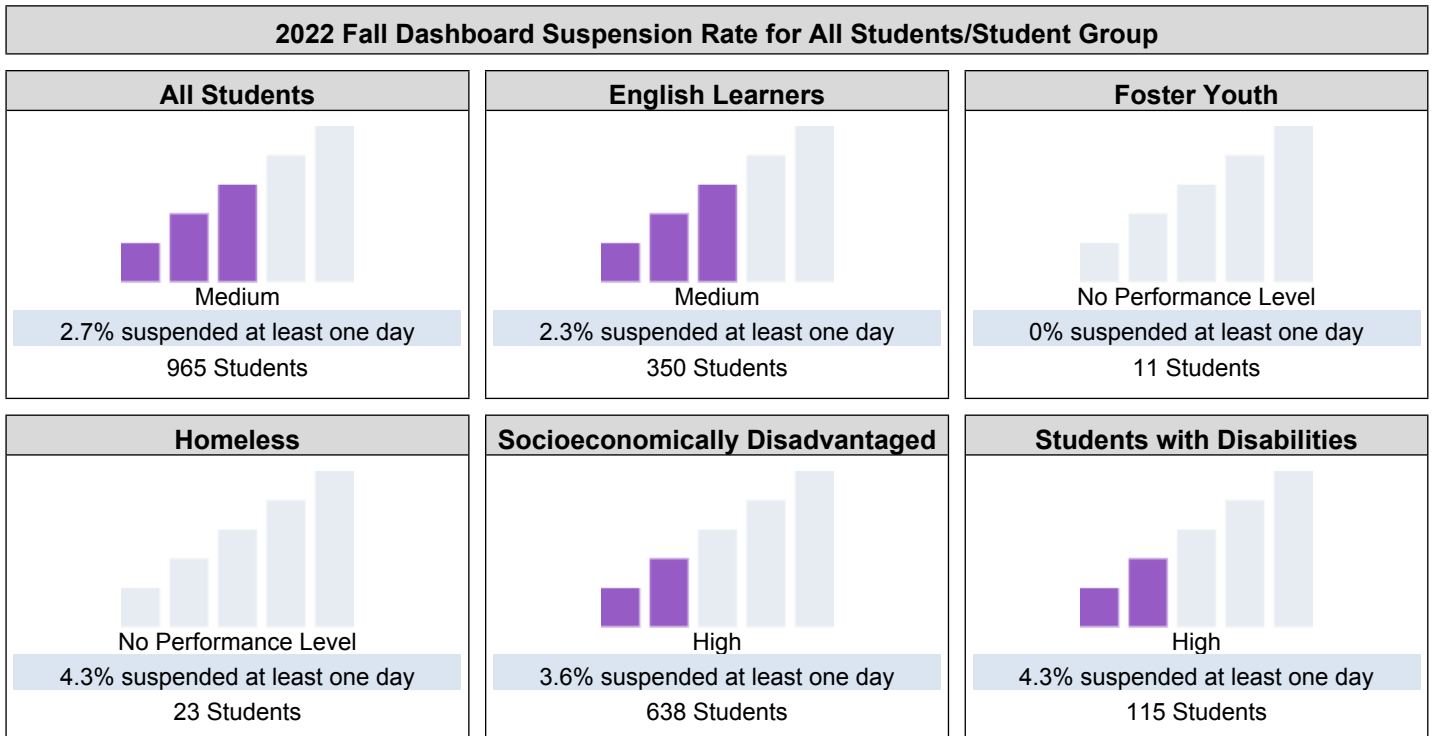 2022 Fall Dashboard Suspension Rate for All Students/Student Group
All Students
Medium
2.7% suspended at least one day
965 Students
English Learners
Medium
2.3% suspended at least one day
350 Students
Foster Youth
No Performance Level
0% suspended at least one day
11 Students
Homeless
No Performance Level
4.3% suspended at least one day
23 Students
Socioeconomically Disadvantaged
High
3.6% suspended at least one day
638 Students
Students with Disabilities
High
4.3% suspended at least one day
115 Students